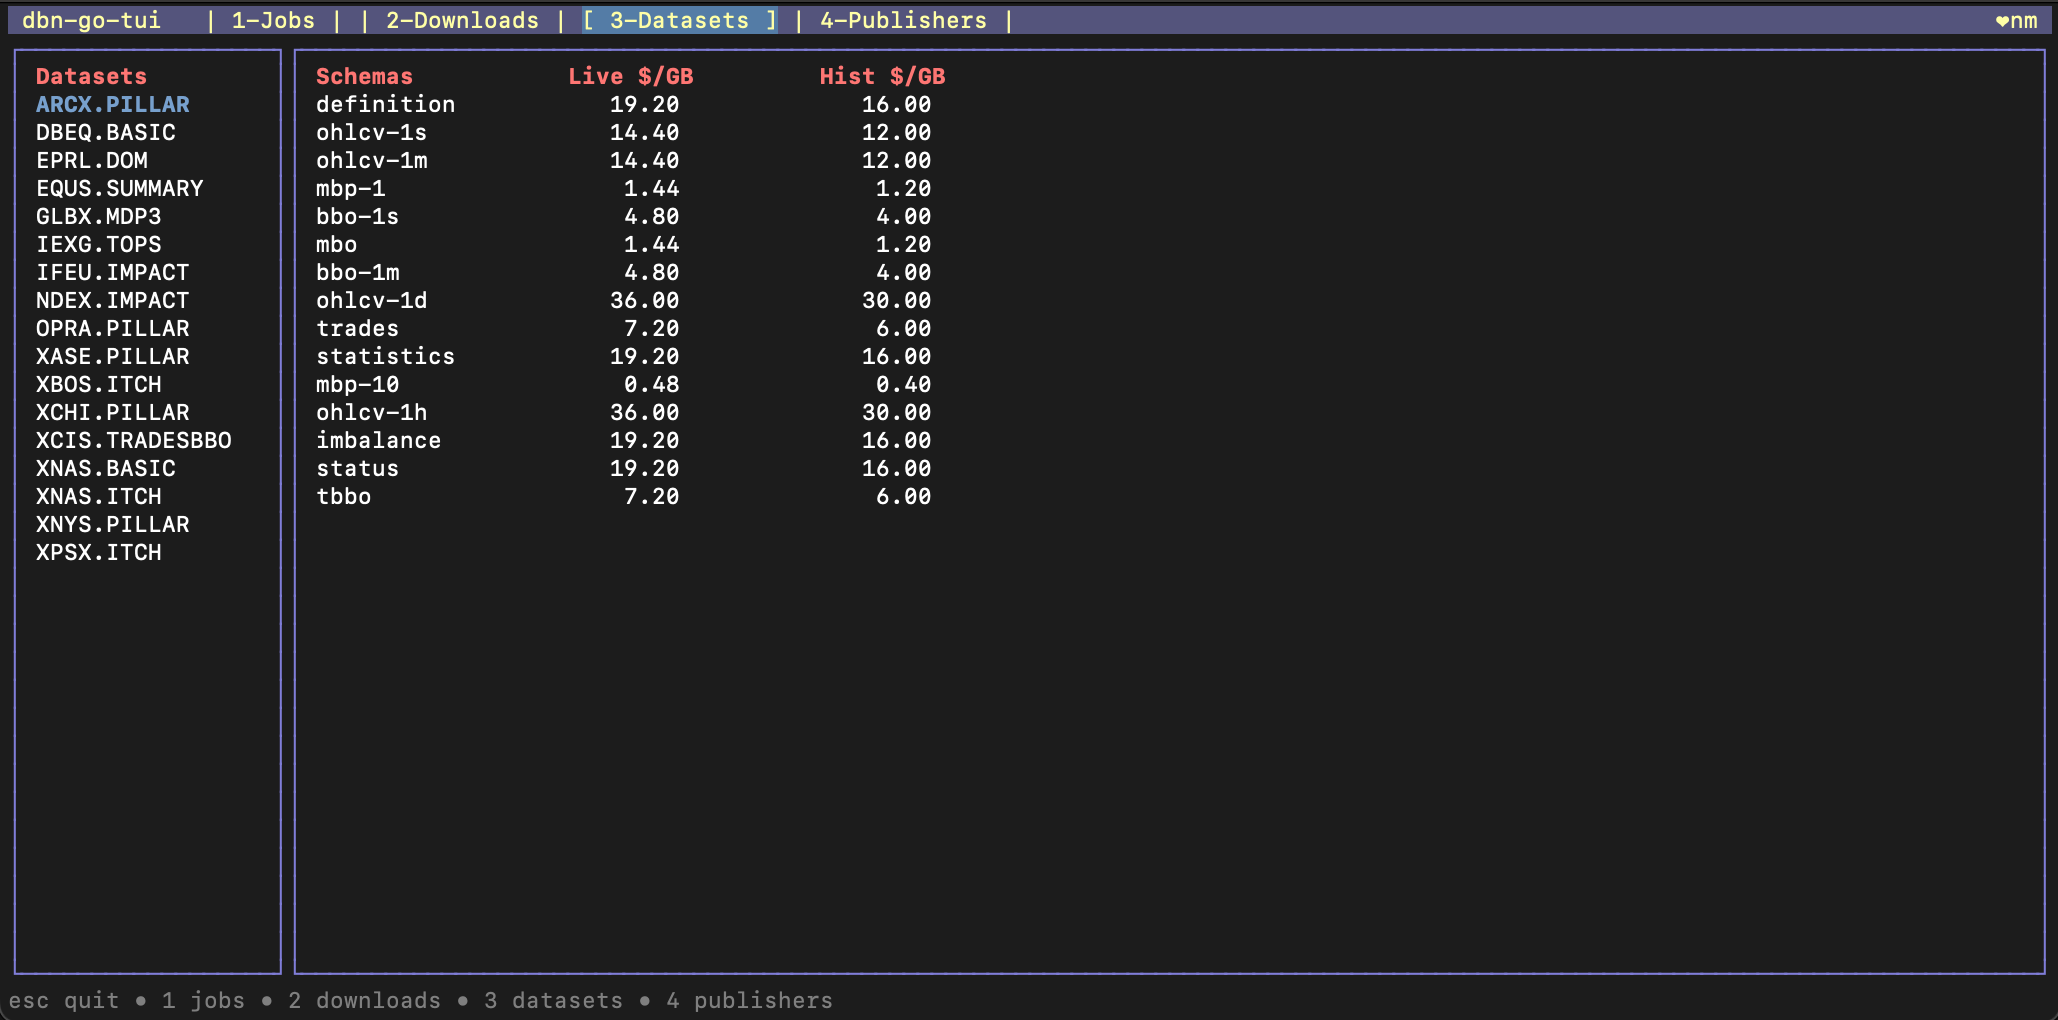 dbn-go-tui | 1-Jobs | | 2-Downloads | [ 3-Datasets ] | 4-Publishers | ❤nm
Datasets
ARCX.PILLAR
DBEQ.BASIC
EPRL.DOM
EQUS.SUMMARY
GLBX.MDP3
IEXG.TOPS
IFEU.IMPACT
NDEX.IMPACT
OPRA.PILLAR
XASE.PILLAR
XBOS.ITCH
XCHI.PILLAR
XCIS.TRADESBBO
XNAS.BASIC
XNAS.ITCH
XNYS.PILLAR
XPSX.ITCH
Schemas Live $/GB Hist $/GB
definition 19.20 16.00
ohlcv-1s 14.40 12.00
ohlcv-1m 14.40 12.00
mbp-1 1.44 1.20
bbo-1s 4.80 4.00
mbo 1.44 1.20
bbo-1m 4.80 4.00
ohlcv-1d 36.00 30.00
trades 7.20 6.00
statistics 19.20 16.00
mbp-10 0.48 0.40
ohlcv-1h 36.00 30.00
imbalance 19.20 16.00
status 19.20 16.00
tbbo 7.20 6.00
esc quit • 1 jobs • 2 downloads • 3 datasets • 4 publishers